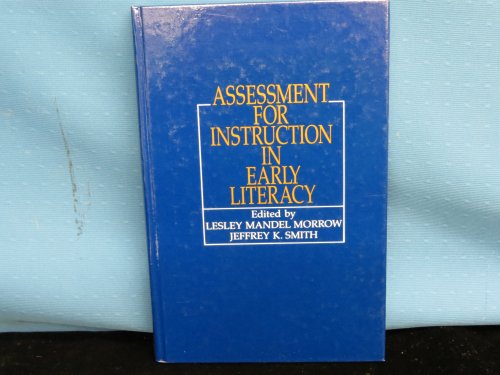 ASSESSMENT
FOR
INSTRUCTION
IN
EARLY
LITERACY
Edited by
LESLEY MANDEL MORROW
JEFFREY K. SMITH